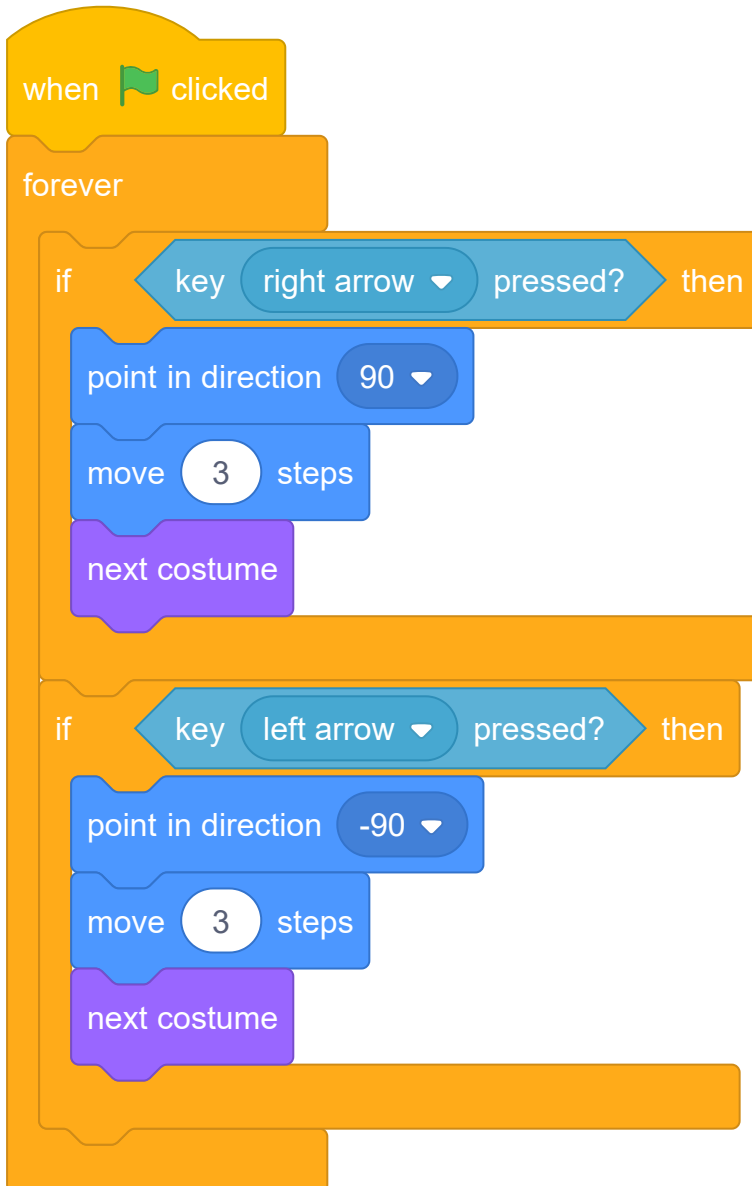 when clicked
forever
if key right arrow pressed? then
point in direction 90
move 3 steps
next costume
if key left arrow pressed? then
point in direction -90
move 3 steps
next costume